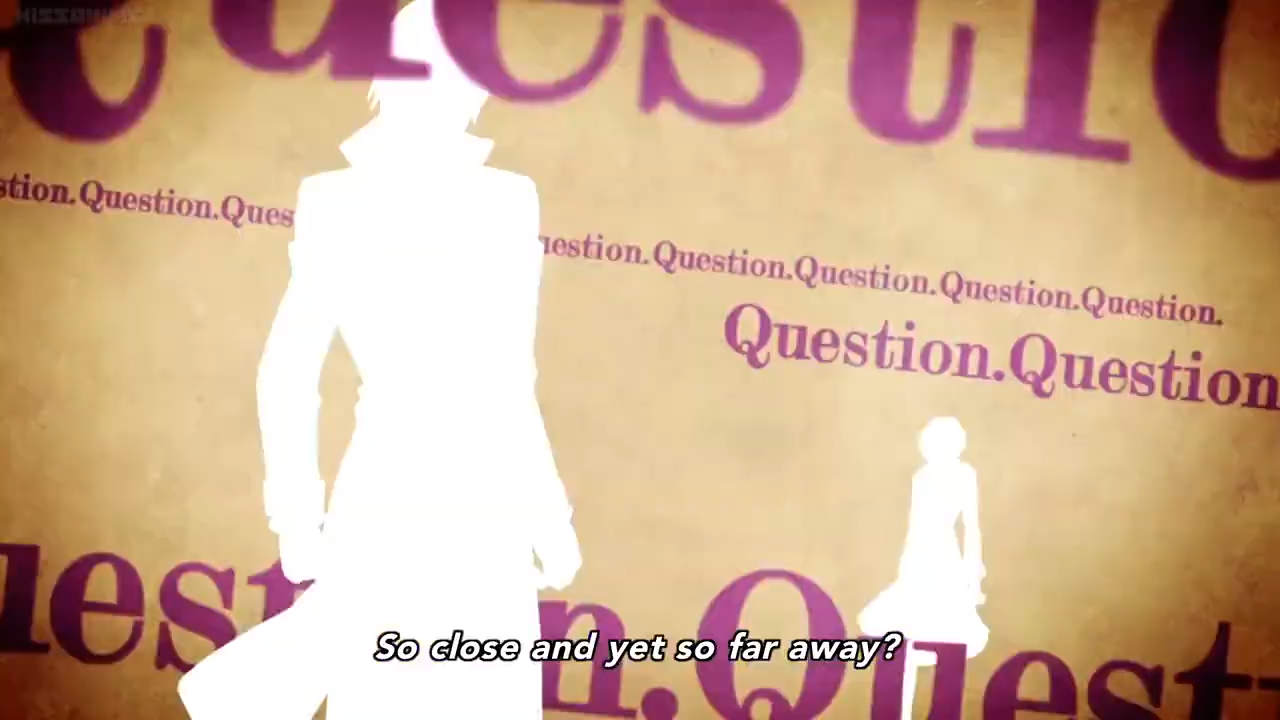 uestio
stion.Question.Ques
uestion.Question.Question.Question.Question.
Question.Question
uest
n.Quest
So close and yet so far away?